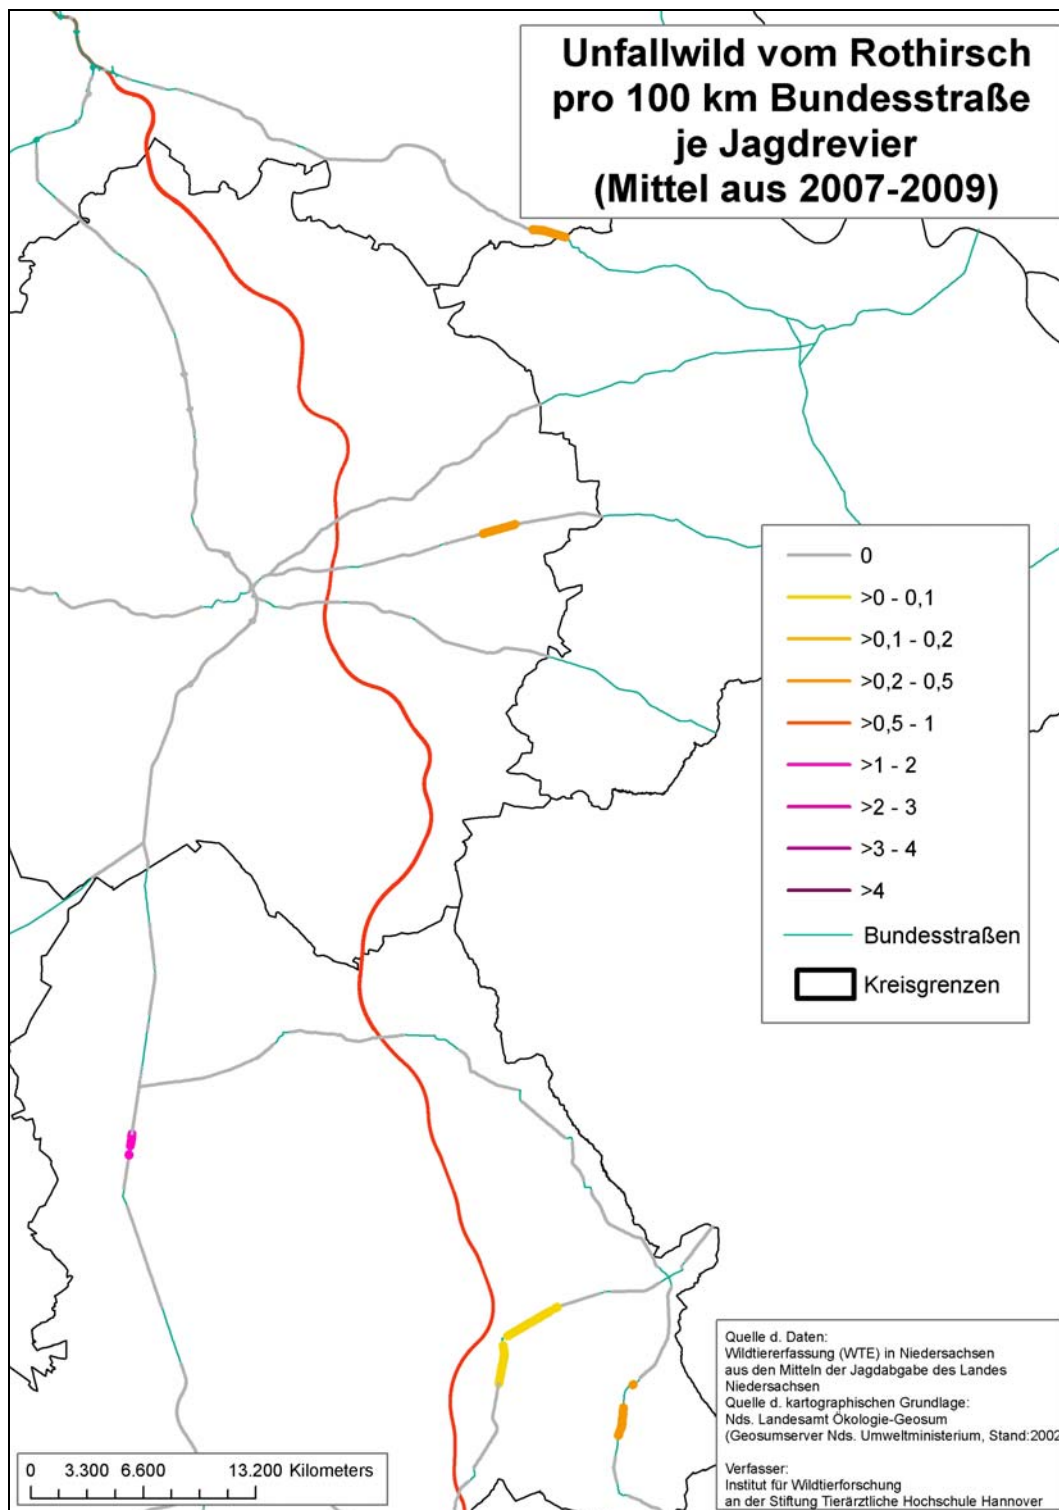 Unfallwild vom Rothirsch
pro 100 km Bundesstraße
je Jagdrevier
(Mittel aus 2007-2009)
0
>0 - 0,1
>0,1 - 0,2
>0,2 - 0,5
>0,5 - 1
>1 - 2
>2 - 3
>3 - 4
>4
Bundesstraßen
Kreisgrenzen
Quelle d. Daten:
Wildtiererfassung (WTE) in Niedersachsen
aus den Mitteln der Jagdabgabe des Landes
Niedersachsen
Quelle d. kartographischen Grundlage:
Nds. Landesamt Ökologie-Geosum
(Geosumserver Nds. Umweltministerium, Stand:2002
Verfasser:
Institut für Wildtierforschung
an der Stiftung Tierärztliche Hochschule Hannover
0 3.300 6.600 13.200 Kilometers